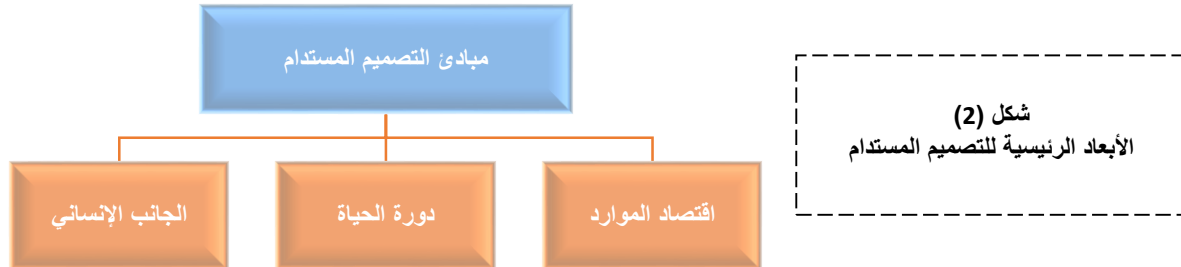 مبادئ التصميم المستدام
شكل (2)
الأبعاد الرئيسية للتصميم المستدام
اقتصاد الموارد
دورة الحياة
الجانب الإنساني